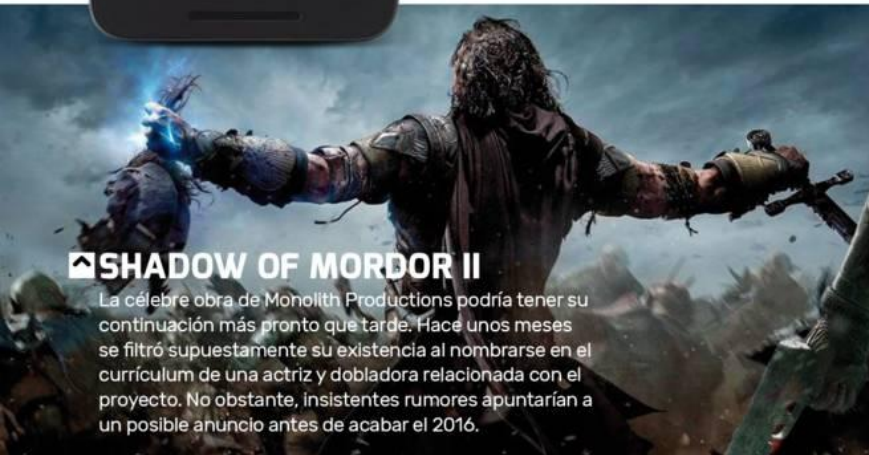 SHADOW OF MORDOR II
La célebre obra de Monolith Productions podría tener su
continuación más pronto que tarde. Hace unos meses
se filtró supuestamente su existencia al nombrarse en el
currículum de una actriz y dobladora relacionada con el
proyecto. No obstante, insistentes rumores apuntarían a
un posible anuncio antes de acabar el 2016.